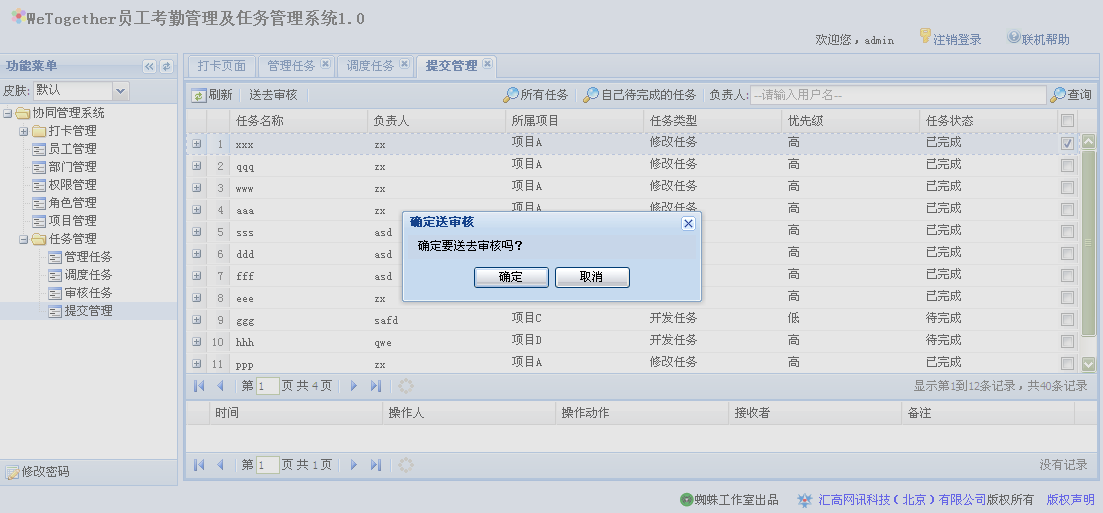 WeTogether员工考勤管理及任务管理系统1.0
欢迎您，admin 注销登录 联机帮助
功能菜单
皮肤: 默认
协同管理系统
打卡管理
员工管理
部门管理
权限管理
角色管理
项目管理
任务管理
管理任务
调度任务
审核任务
提交管理
修改密码
打卡页面 管理任务 调度任务 提交管理
刷新 送去审核 所有任务 自己待完成的任务 负责人: --请输入用户名-- 查询
任务名称 负责人 所属项目 任务类型 优先级 任务状态
1 xxx zx 项目A 修改任务 高 已完成
2 qqq zx 项目A 修改任务 高 已完成
3 www zx 项目A 修改任务 高 已完成
4 aaa zx 项目A 修改任务 高 已完成
5 sss asd 高 已完成
6 ddd asd 高 已完成
7 fff asd 高 已完成
8 eee zx 高 已完成
9 ggg safd 项目C 开发任务 低 待完成
10 hhh qwe 项目D 开发任务 高 待完成
11 ppp zx 项目A 修改任务 高 已完成
确定送审核
确定要送去审核吗?
确定 取消
第 1 页 共 4 页 显示第1到12条记录，共40条记录
时间 操作人 操作动作 接收者 备注
第 1 页 共 1 页 没有记录
蜘蛛工作室出品 汇高网讯科技（北京）有限公司版权所有 版权声明